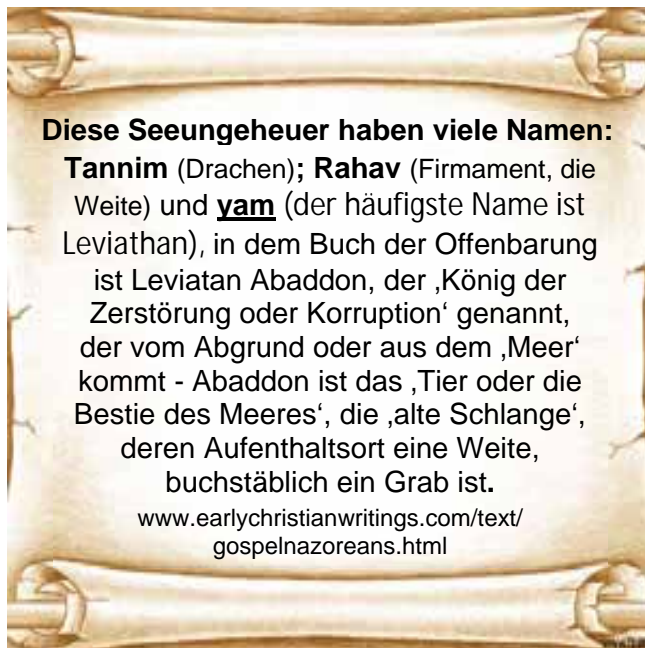 Diese Seeungeheuer haben viele Namen:
Tannim (Drachen); Rahav (Firmament, die
Weite) und yam (der häufigste Name ist
Leviathan), in dem Buch der Offenbarung
ist Leviatan Abaddon, der ‚König der
Zerstörung oder Korruption‘ genannt,
der vom Abgrund oder aus dem ‚Meer‘
kommt - Abaddon ist das ‚Tier oder die
Bestie des Meeres‘, die ‚alte Schlange‘,
deren Aufenthaltsort eine Weite,
buchstäblich ein Grab ist.
www.earlychristianwritings.com/text/
gospelnazoreans.html